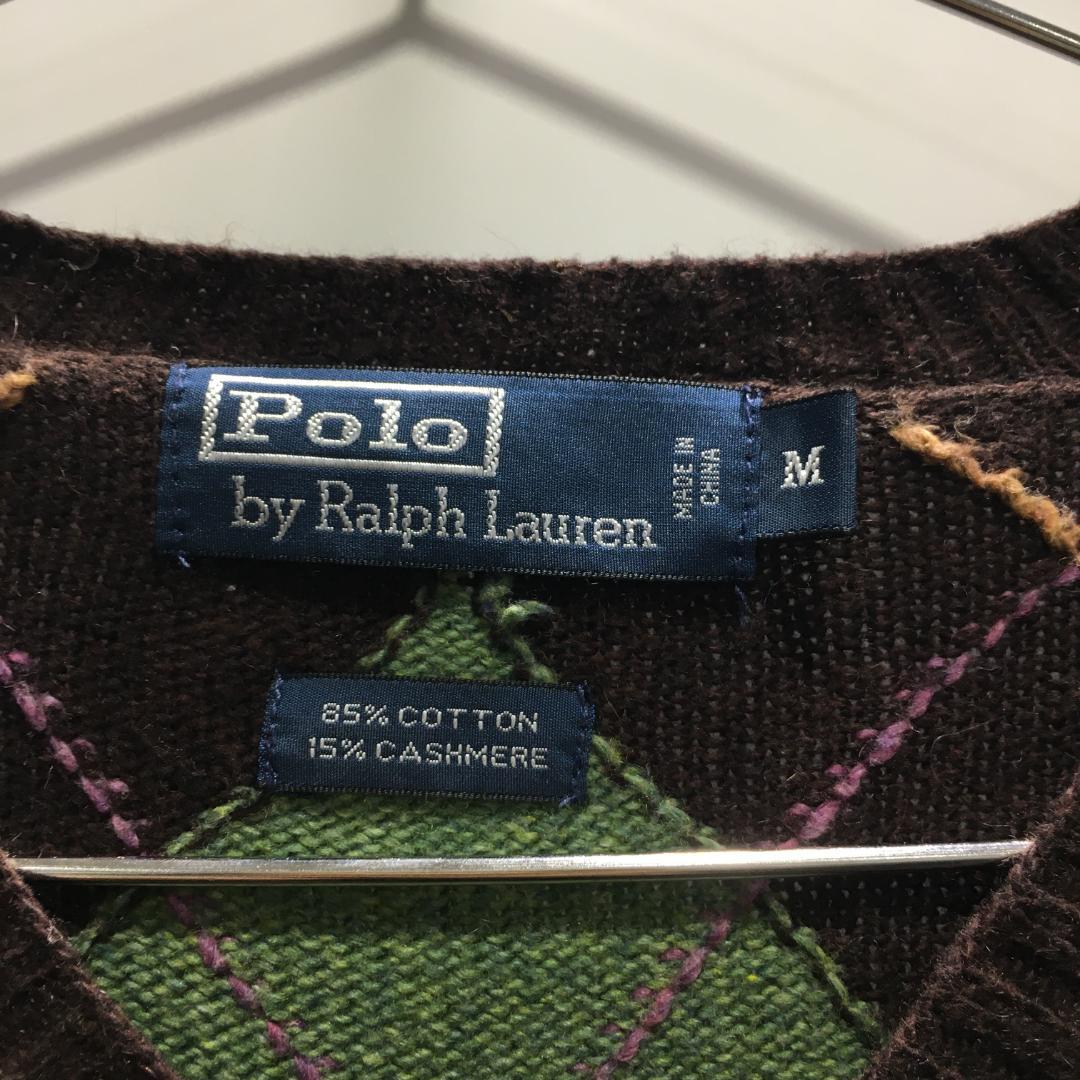 Polo
by Ralph Lauren
MADE IN
CHINA
M
85% COTTON
15% CASHMERE